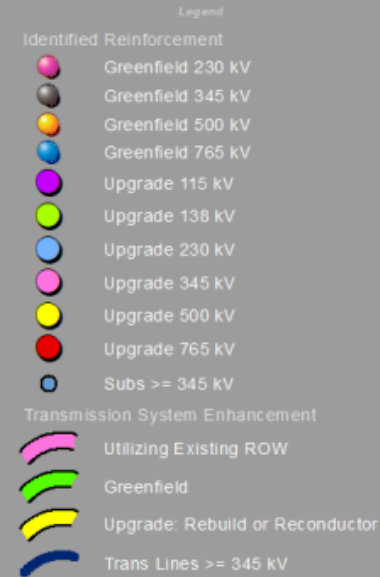 Legend
Identified Reinforcement
Greenfield 230 kV
Greenfield 345 kV
Greenfield 500 kV
Greenfield 765 kV
Upgrade 115 kV
Upgrade 138 kV
Upgrade 230 kV
Upgrade 345 kV
Upgrade 500 kV
Upgrade 765 kV
Subs >= 345 kV
Transmission System Enhancement
Utilizing Existing ROW
Greenfield
Upgrade: Rebuild or Reconductor
Trans Lines >= 345 kV